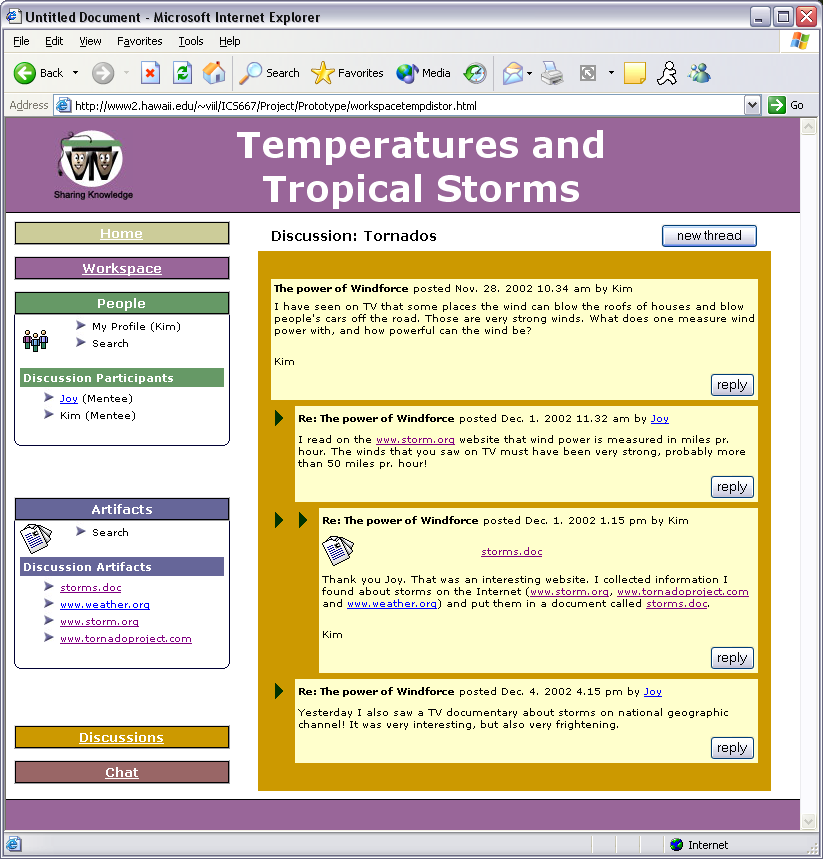 Untitled Document - Microsoft Internet Explorer
File Edit View Favorites Tools Help
Back Search Favorites Media
Address http://www2.hawaii.edu/~viil/ICS667/Project/Prototype/workspacetempdistor.html Go
Sharing Knowledge
Temperatures and
Tropical Storms
Home
Workspace
People
My Profile (Kim)
Search
Discussion Participants
Joy (Mentee)
Kim (Mentee)
Artifacts
Search
Discussion Artifacts
storms.doc
www.weather.org
www.storm.org
www.tornadoproject.com
Discussions
Chat
Discussion: Tornados
new thread
The power of Windforce posted Nov. 28. 2002 10.34 am by Kim
I have seen on TV that some places the wind can blow the roofs of houses and blow
people's cars off the road. Those are very strong winds. What does one measure wind
power with, and how powerful can the wind be?
Kim
reply
Re: The power of Windforce posted Dec. 1. 2002 11.32 am by Joy
I read on the www.storm.org website that wind power is measured in miles pr.
hour. The winds that you saw on TV must have been very strong, probably more
than 50 miles pr. hour!
reply
Re: The power of Windforce posted Dec. 1. 2002 1.15 pm by Kim
storms.doc
Thank you Joy. That was an interesting website. I collected information I
found about storms on the Internet (www.storm.org, www.tornadoproject.com
and www.weather.org) and put them in a document called storms.doc.
Kim
reply
Re: The power of Windforce posted Dec. 4. 2002 4.15 pm by Joy
Yesterday I also saw a TV documentary about storms on national geographic
channel! It was very interesting, but also very frightening.
reply
Internet